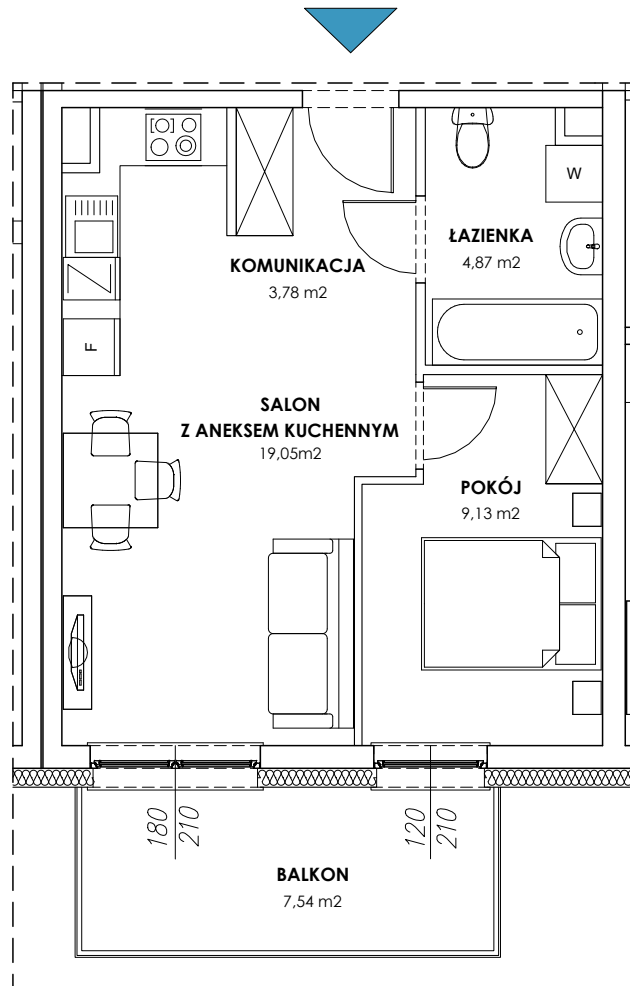 W
ŁAZIENKA
4,87 m2
KOMUNIKACJA
3,78 m2
F
SALON
Z ANEKSEM KUCHENNYM
19,05m2
POKÓJ
9,13 m2
180
210
120
210
BALKON
7,54 m2